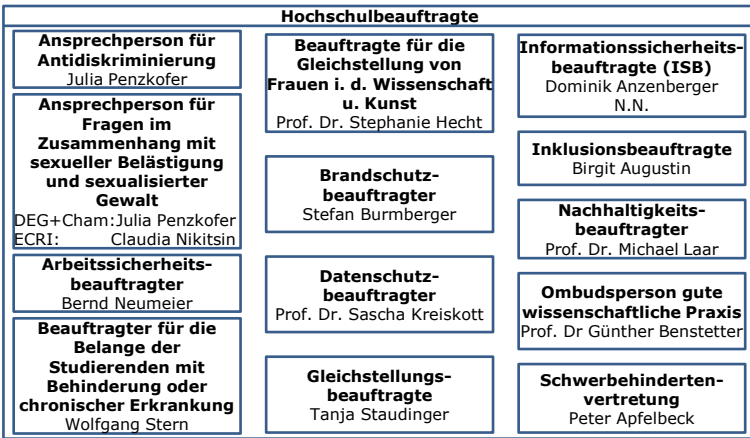 Hochschulbeauftragte
Ansprechperson für
Antidiskriminierung
Julia Penzkofer
Ansprechperson für
Fragen im
Zusammenhang mit
sexueller Belästigung
und sexualisierter
Gewalt
DEG+Cham:Julia Penzkofer
ECRI: Claudia Nikitsin
Arbeitssicherheits-
beauftragter
Bernd Neumeier
Beauftragter für die
Belange der
Studierenden mit
Behinderung oder
chronischer Erkrankung
Wolfgang Stern
Beauftragte für die
Gleichstellung von
Frauen i. d. Wissenschaft
u. Kunst
Prof. Dr. Stephanie Hecht
Brandschutz-
beauftragter
Stefan Burmberger
Datenschutz-
beauftragter
Prof. Dr. Sascha Kreiskott
Gleichstellungs-
beauftragte
Tanja Staudinger
Informationssicherheits-
beauftragte (ISB)
Dominik Anzenberger
N.N.
Inklusionsbeauftragte
Birgit Augustin
Nachhaltigkeits-
beauftragter
Prof. Dr. Michael Laar
Ombudsperson gute
wissenschaftliche Praxis
Prof. Dr Günther Benstetter
Schwerbehinderten-
vertretung
Peter Apfelbeck